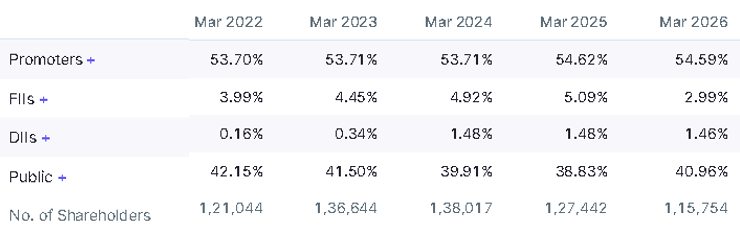 Mar 2022 Mar 2023 Mar 2024 Mar 2025 Mar 2026
Promoters + 53.70% 53.71% 53.71% 54.62% 54.59%
FIIs + 3.99% 4.45% 4.92% 5.09% 2.99%
DIIs + 0.16% 0.34% 1.48% 1.48% 1.46%
Public + 42.15% 41.50% 39.91% 38.83% 40.96%
No. of Shareholders 1,21,044 1,36,644 1,38,017 1,27,442 1,15,754